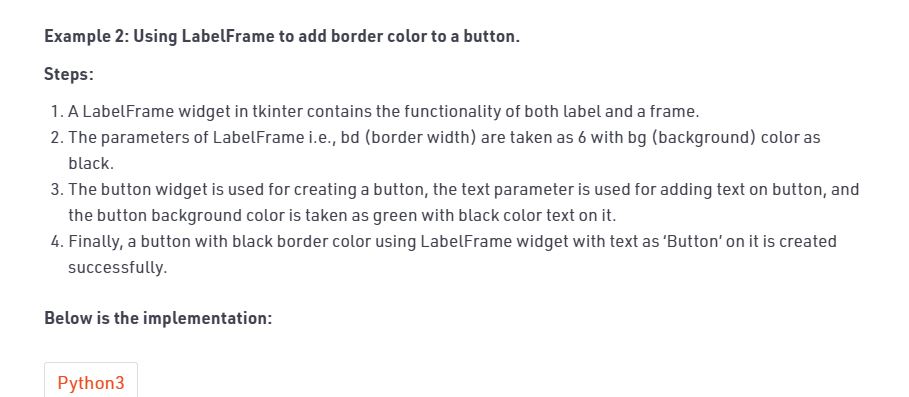 Example 2: Using LabelFrame to add border color to a button.
Steps:
1. A LabelFrame widget in tkinter contains the functionality of both label and a frame.
2. The parameters of LabelFrame i.e., bd (border width) are taken as 6 with bg (background) color as
black.
3. The button widget is used for creating a button, the text parameter is used for adding text on button, and
the button background color is taken as green with black color text on it.
4. Finally, a button with black border color using LabelFrame widget with text as ‘Button’ on it is created
successfully.
Below is the implementation:
Python3